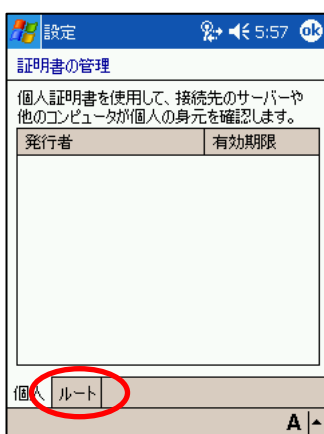 設定 5:57 ok
証明書の管理
個人証明書を使用して、接続先のサーバーや
他のコンピュータが個人の身元を確認します。
発行者 有効期限
個人 ルート
A